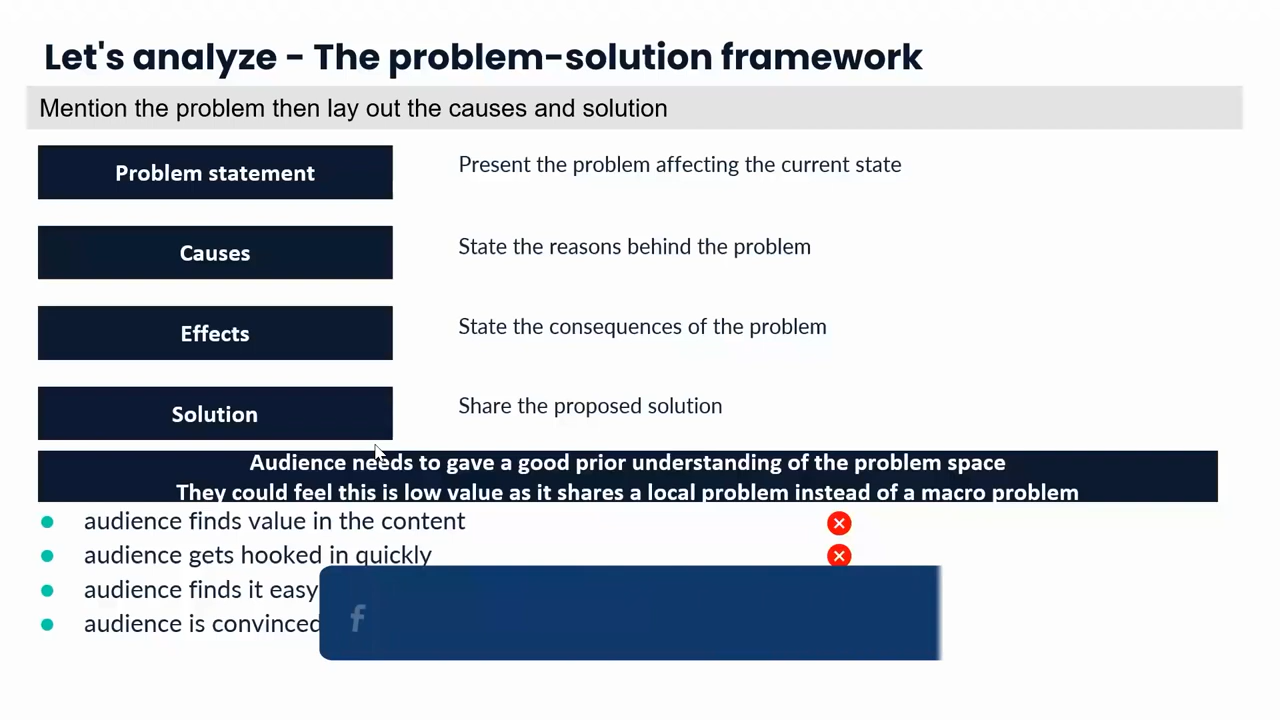 Let's analyze - The problem-solution framework
Mention the problem then lay out the causes and solution
Problem statement
Present the problem affecting the current state
Causes
State the reasons behind the problem
Effects
State the consequences of the problem
Solution
Share the proposed solution
Audience needs to gave a good prior understanding of the problem space
They could feel this is low value as it shares a local problem instead of a macro problem
audience finds value in the content
audience gets hooked in quickly
audience finds it easy
audience is convinced
f